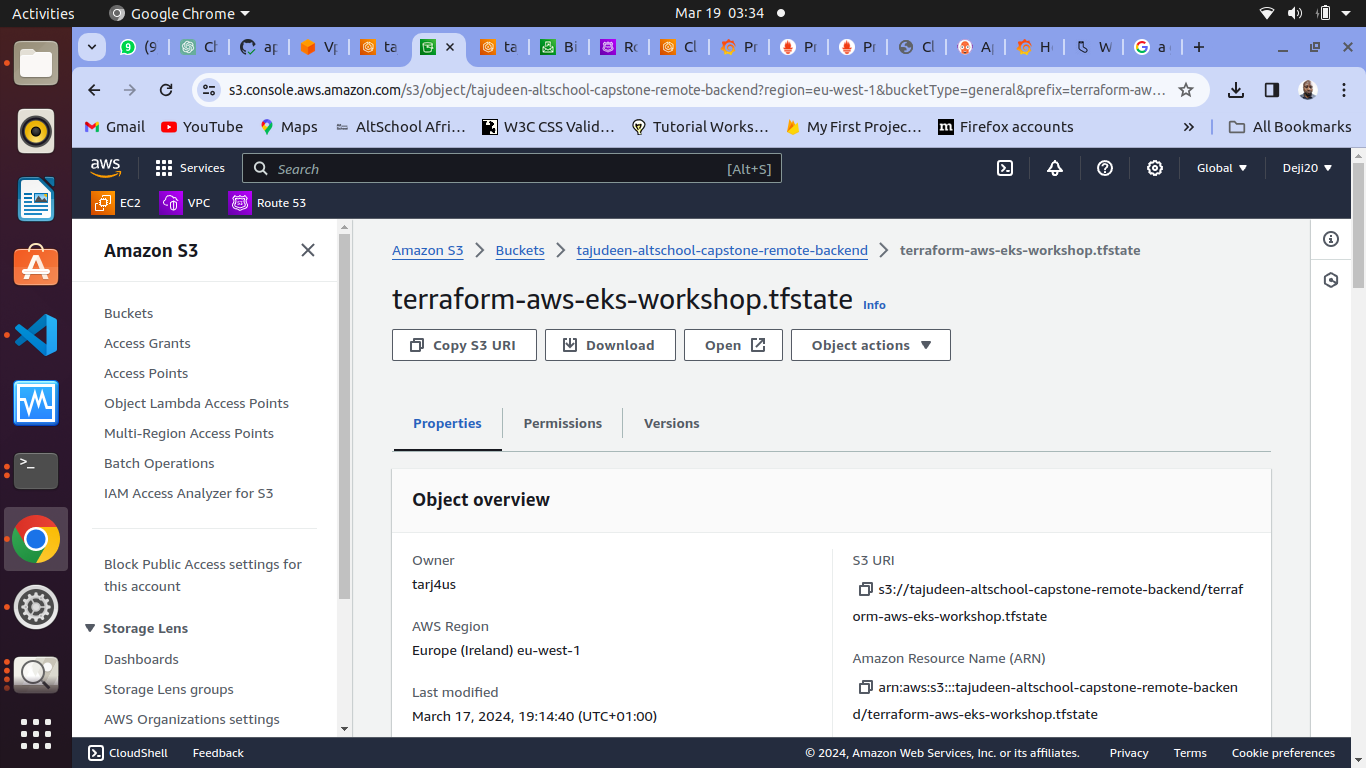 Activities Google Chrome Mar 19 03:34
(9 Ch ap Vp ta ta Bi Ro Cl Pr Pr Pr Cl A Ho W a
s3.console.aws.amazon.com/s3/object/tajudeen-altschool-capstone-remote-backend?region=eu-west-1&bucketType=general&prefix=terraform-aw...
Gmail YouTube Maps AltSchool Afri... W3C CSS Valid... Tutorial Works... My First Projec... Firefox accounts » All Bookmarks
aws Services Search [Alt+S] Global Deji20
EC2 VPC Route 53
Amazon S3
Buckets
Access Grants
Access Points
Object Lambda Access Points
Multi-Region Access Points
Batch Operations
IAM Access Analyzer for S3
Block Public Access settings for
this account
Storage Lens
Dashboards
Storage Lens groups
AWS Organizations settings
Amazon S3 > Buckets > tajudeen-altschool-capstone-remote-backend > terraform-aws-eks-workshop.tfstate
terraform-aws-eks-workshop.tfstate Info
Copy S3 URI Download Open Object actions
Properties Permissions Versions
Object overview
Owner
tarj4us
AWS Region
Europe (Ireland) eu-west-1
Last modified
March 17, 2024, 19:14:40 (UTC+01:00)
S3 URI
s3://tajudeen-altschool-capstone-remote-backend/terraf
orm-aws-eks-workshop.tfstate
Amazon Resource Name (ARN)
arn:aws:s3:::tajudeen-altschool-capstone-remote-backen
d/terraform-aws-eks-workshop.tfstate
CloudShell Feedback © 2024, Amazon Web Services, Inc. or its affiliates. Privacy Terms Cookie preferences